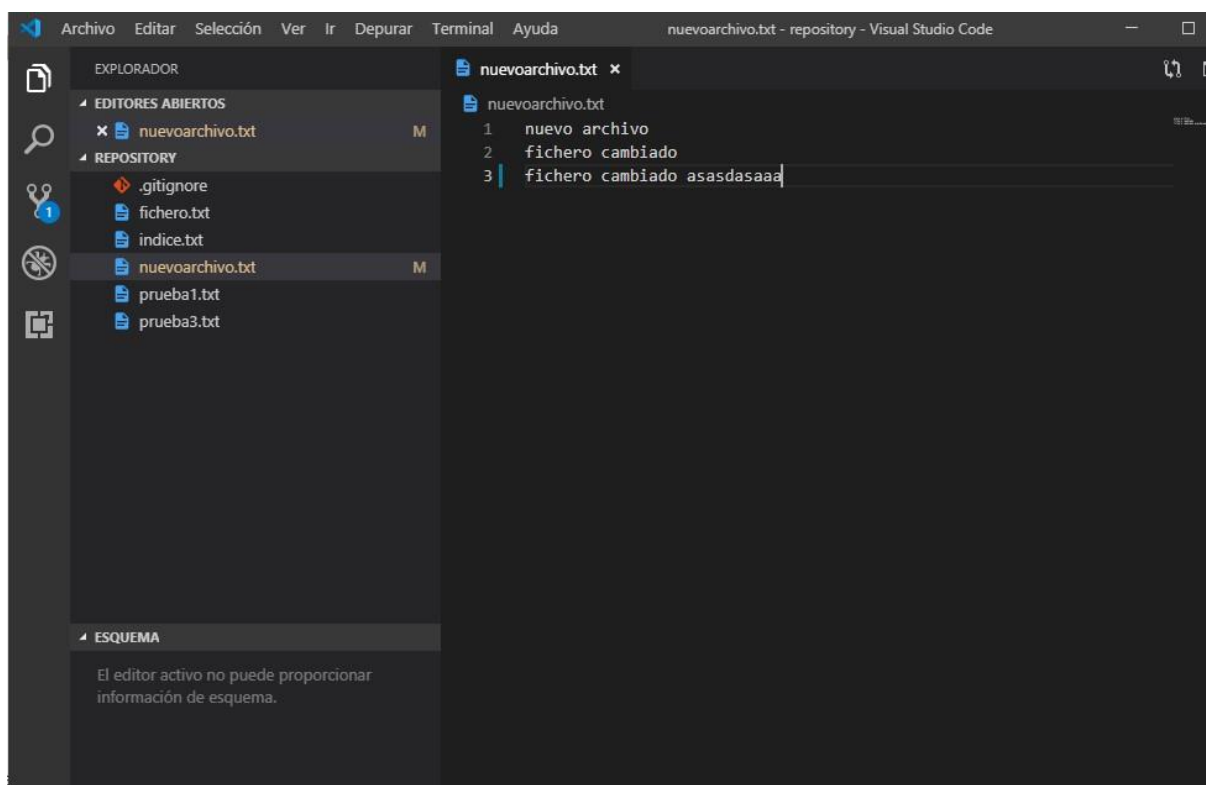 Archivo Editar Selección Ver Ir Depurar Terminal Ayuda nuevoarchivo.txt - repository - Visual Studio Code
EXPLORADOR
EDITORES ABIERTOS
nuevoarchivo.txt M
REPOSITORY
.gitignore
fichero.txt
indice.txt
nuevoarchivo.txt M
prueba1.txt
prueba3.txt
1
ESQUEMA
El editor activo no puede proporcionar
información de esquema.
nuevoarchivo.txt
nuevoarchivo.txt
1 nuevo archivo
2 fichero cambiado
3 fichero cambiado asasdasaaa